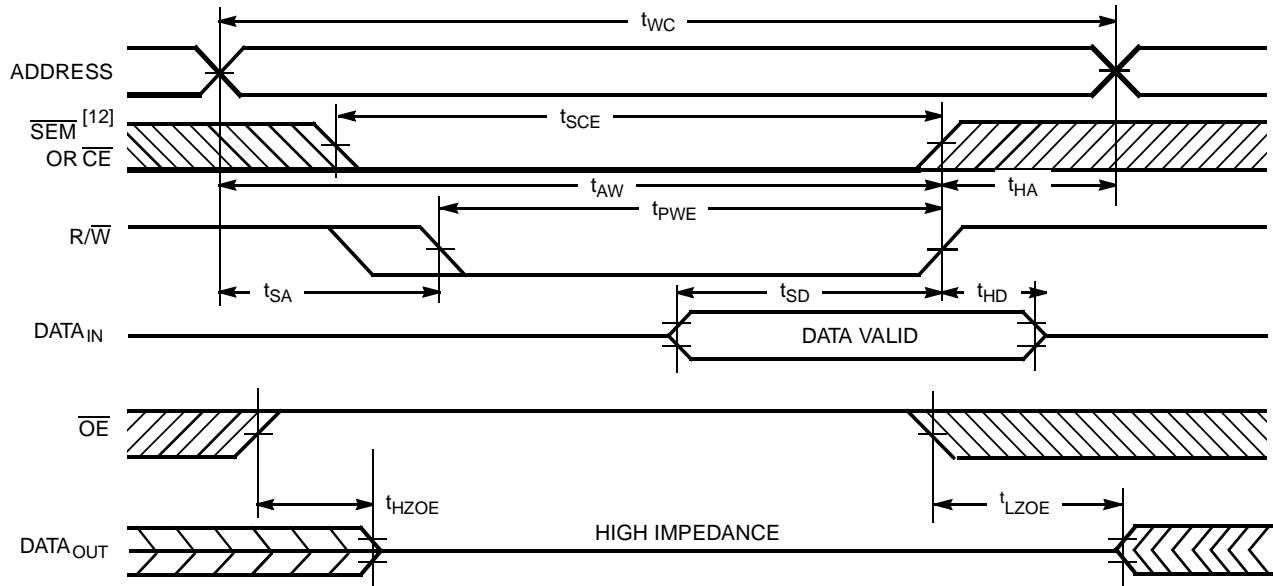 tWC
ADDRESS
SEM [12]
OR CE
tSCE
tAW
tHA
tPWE
R/W
tSA
tSD
tHD
DATAIN
DATA VALID
OE
tHZOE
tLZOE
HIGH IMPEDANCE
DATAOUT